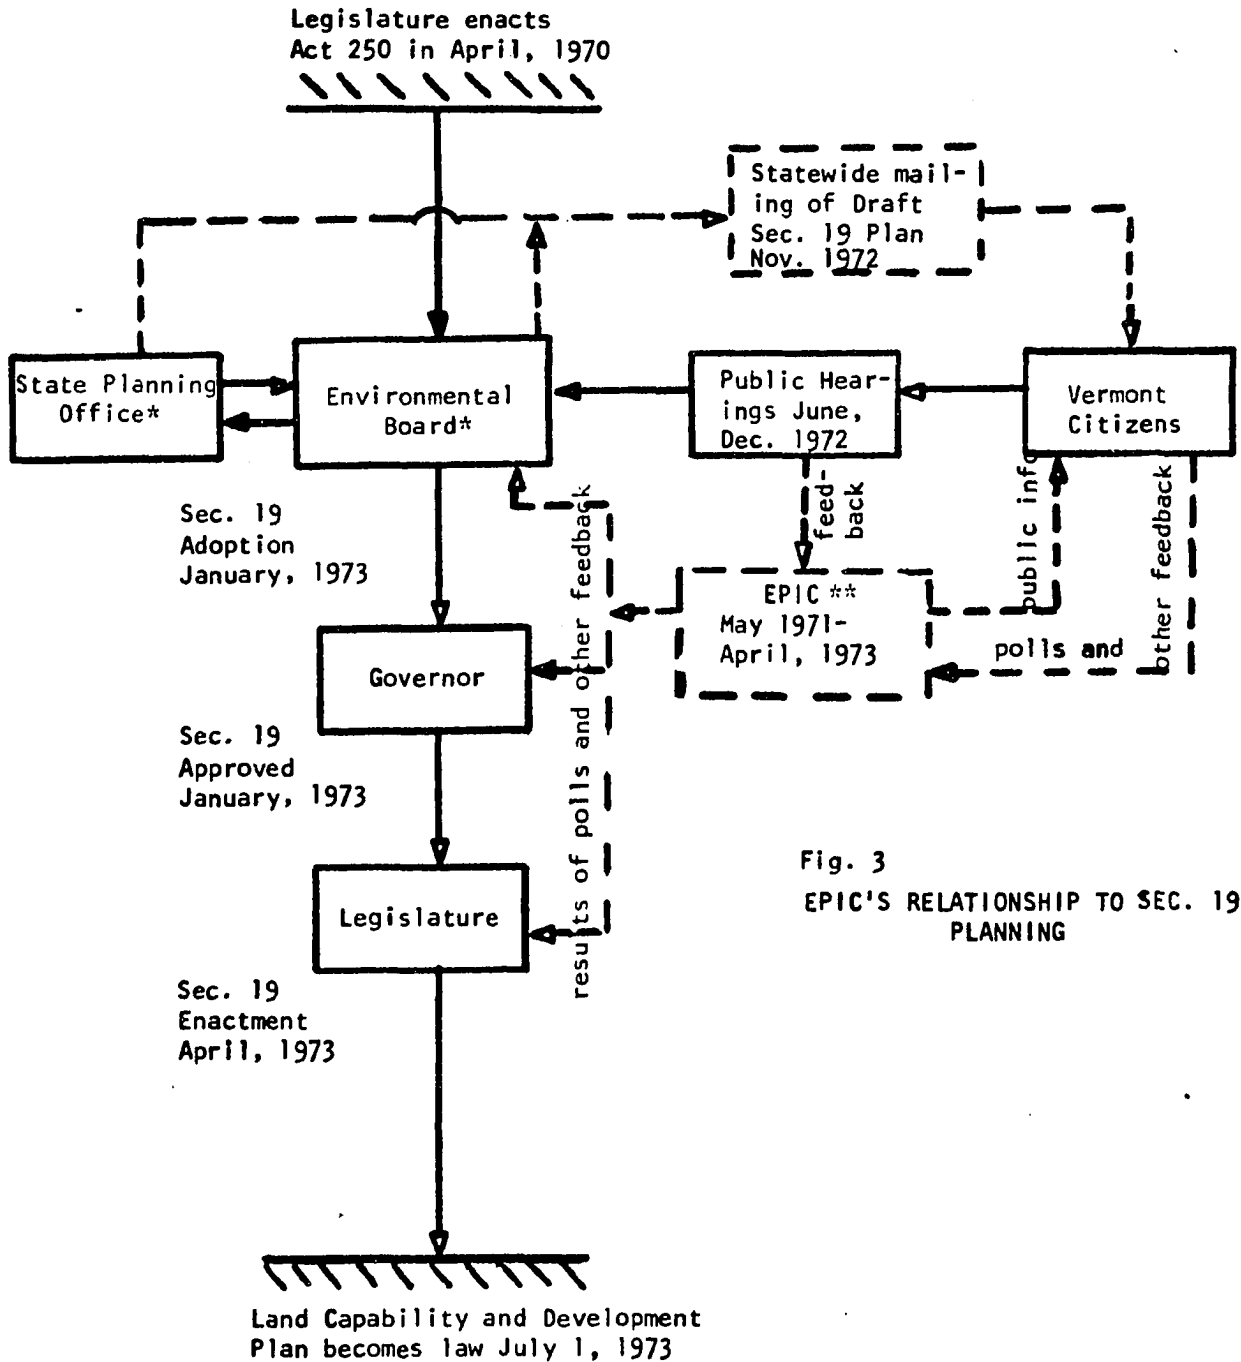 Legislature enacts
Act 250 in April, 1970
Statewide mail-
ing of Draft
Sec. 19 Plan
Nov. 1972
State Planning
Office*
Environmental
Board*
Public Hear-
ings June,
Dec. 1972
Vermont
Citizens
feed-
back
public info
other feedback
polls and
Sec. 19
Adoption
January, 1973
EPIC **
May 1971-
April, 1973
results of polls and other feedback
Governor
Sec. 19
Approved
January, 1973
Legislature
Fig. 3
EPIC'S RELATIONSHIP TO SEC. 19
PLANNING
Sec. 19
Enactment
April, 1973
Land Capability and Development
Plan becomes law July 1, 1973